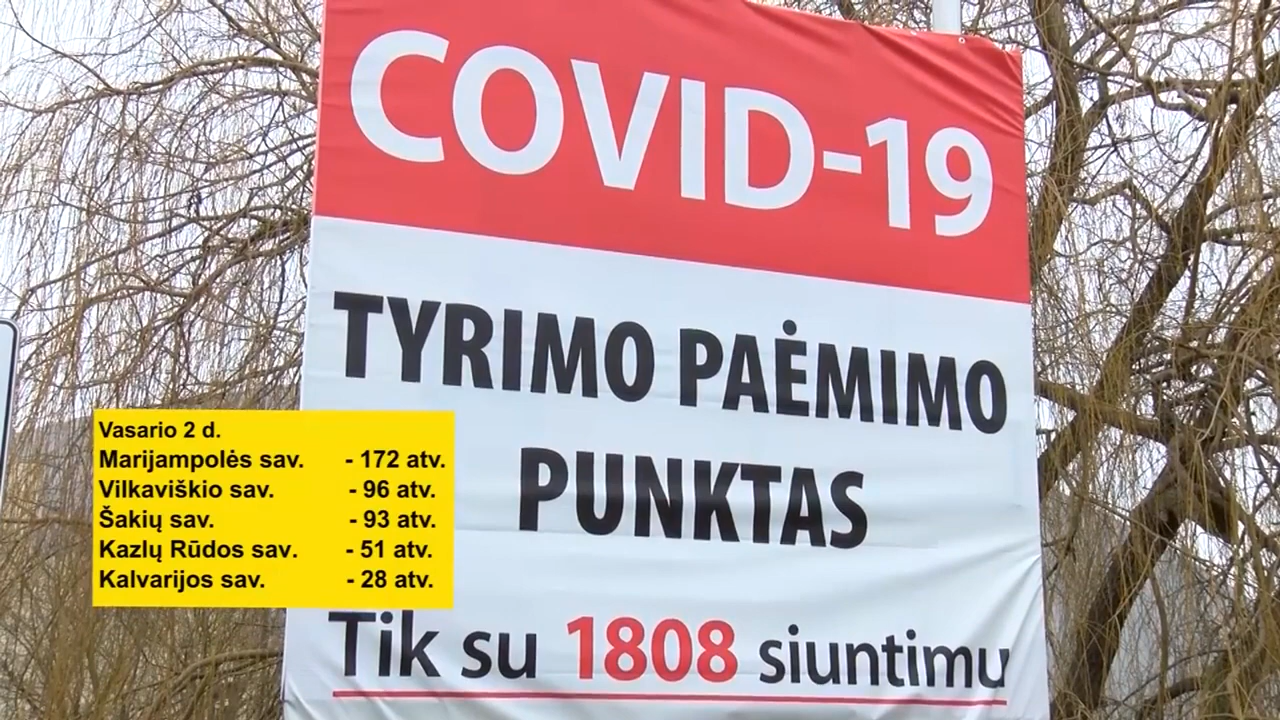 COVID-19
TYRIMO PAĖMIMO
PUNKTAS
Tik su 1808 siuntimu
Vasario 2 d.
Marijampolės sav. - 172 atv.
Vilkaviškio sav. - 96 atv.
Šakių sav. - 93 atv.
Kazlų Rūdos sav. - 51 atv.
Kalvarijos sav. - 28 atv.